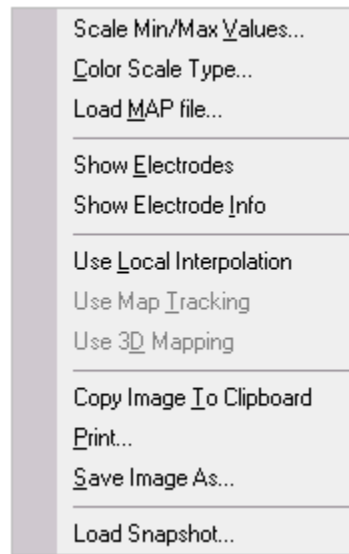 Scale Min/Max Values...
Color Scale Type...
Load MAP file...
Show Electrodes
Show Electrode Info
Use Local Interpolation
Use Map Tracking
Use 3D Mapping
Copy Image To Clipboard
Print...
Save Image As...
Load Snapshot...